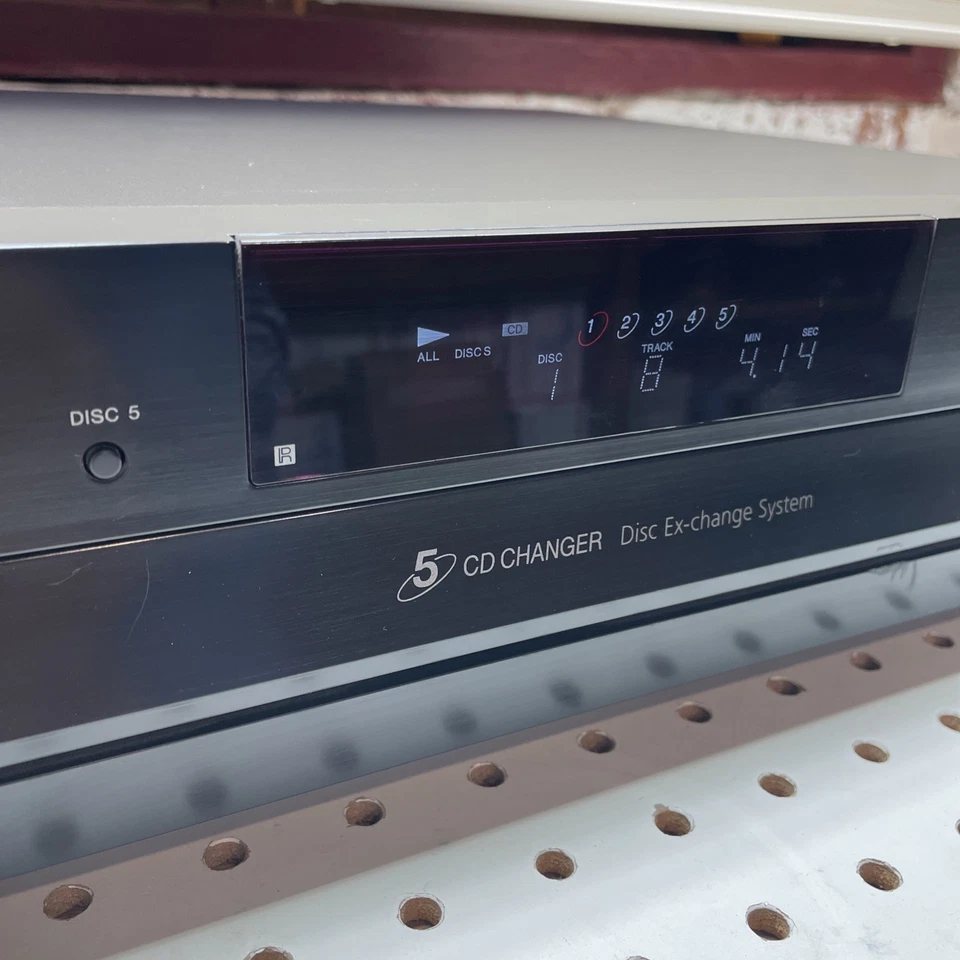 1 2 3 4 5
CD
ALL DISCS
DISC TRACK MIN SEC
1 8 4.14
DISC 5
R
5 CD CHANGER Disc Ex-change System